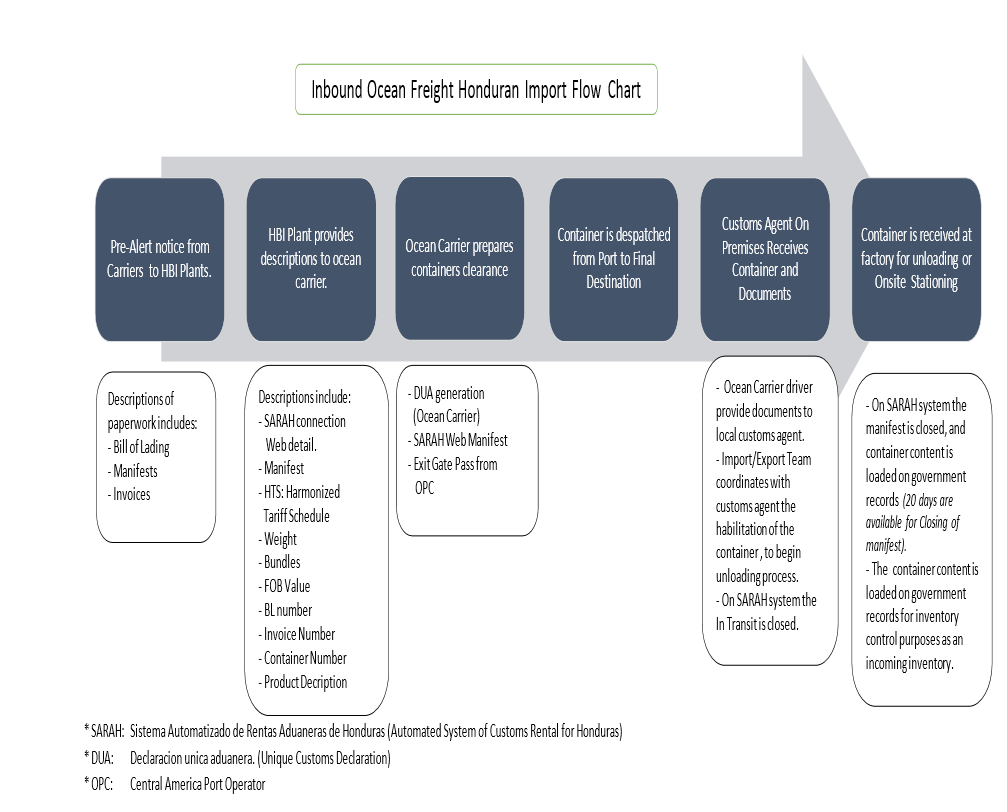 Inbound Ocean Freight Honduran Import Flow Chart
Pre-Alert notice from
Carriers to HBI Plants.
HBI Plant provides
descriptions to ocean
carrier.
Ocean Carrier prepares
containers clearance
Container is despatched
from Port to Final
Destination
Customs Agent On
Premises Receives
Container and
Documents
Container is received at
factory for unloading or
Onsite Stationing
Descriptions of
paperwork includes:
- Bill of Lading
- Manifests
- Invoices
Descriptions include:
- SARAH connection
Web detail.
- Manifest
- HTS: Harmonized
Tariff Schedule
- Weight
- Bundles
- FOB Value
- BL number
- Invoice Number
- Container Number
- Product Decription
- DUA generation
(Ocean Carrier)
- SARAH Web Manifest
- Exit Gate Pass from
OPC
- Ocean Carrier driver
provide documents to
local customs agent.
- Import/Export Team
coordinates with
customs agent the
habilitation of the
container , to begin
unloading process.
- On SARAH system the
In Transit is closed.
- On SARAH system the
manifest is closed, and
container content is
loaded on government
records (20 days are
available for Closing of
manifest).
- The container content is
loaded on government
records for inventory
control purposes as an
incoming inventory.
* SARAH: Sistema Automatizado de Rentas Aduaneras de Honduras (Automated System of Customs Rental for Honduras)
* DUA: Declaracion unica aduanera. (Unique Customs Declaration)
* OPC: Central America Port Operator